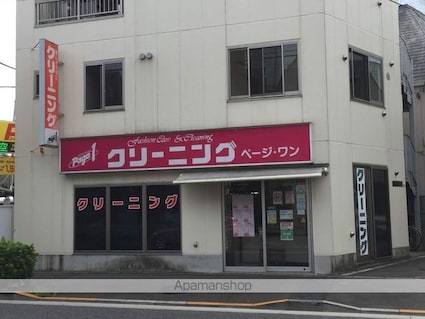 クリーニング
Fashion Care & Cleaning
Page1
クリーニング ページ・ワン
クリーニング
クリーニング
Apamanshop